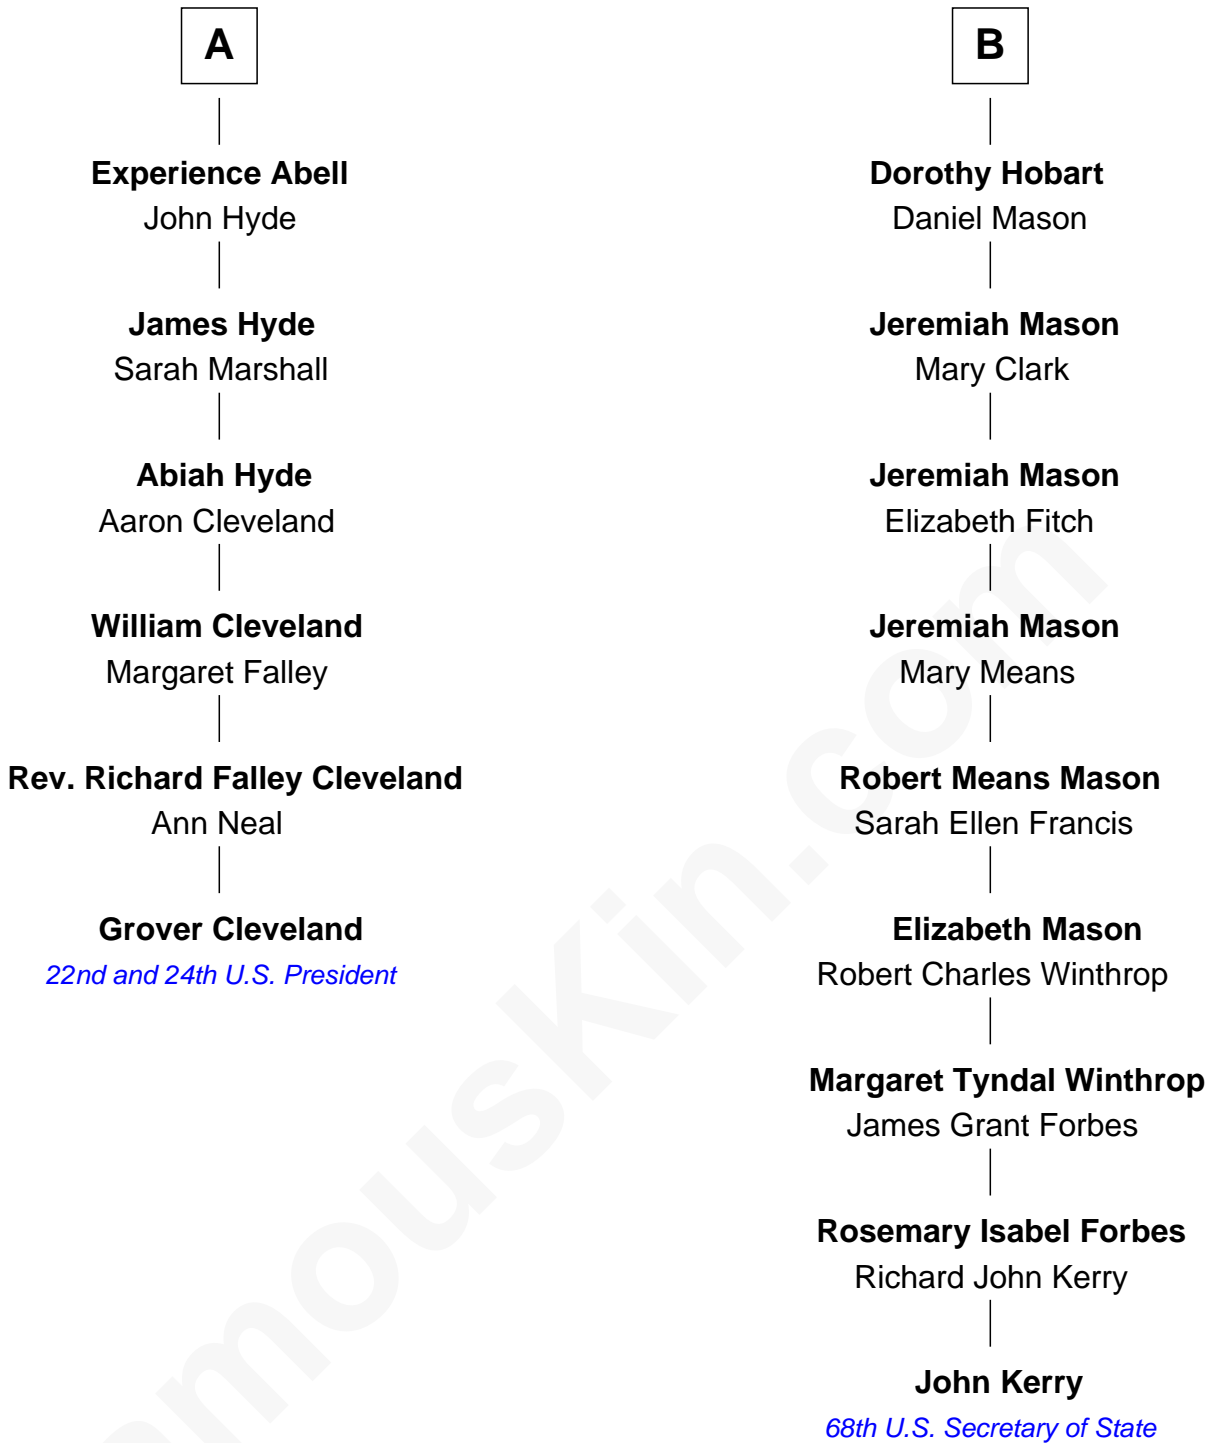 A
Experience Abell
John Hyde
James Hyde
Sarah Marshall
Abiah Hyde
Aaron Cleveland
William Cleveland
Margaret Falley
Rev. Richard Falley Cleveland
Ann Neal
Grover Cleveland
22nd and 24th U.S. President
B
Dorothy Hobart
Daniel Mason
Jeremiah Mason
Mary Clark
Jeremiah Mason
Elizabeth Fitch
Jeremiah Mason
Mary Means
Robert Means Mason
Sarah Ellen Francis
Elizabeth Mason
Robert Charles Winthrop
Margaret Tyndal Winthrop
James Grant Forbes
Rosemary Isabel Forbes
Richard John Kerry
John Kerry
68th U.S. Secretary of State
amousKin.com